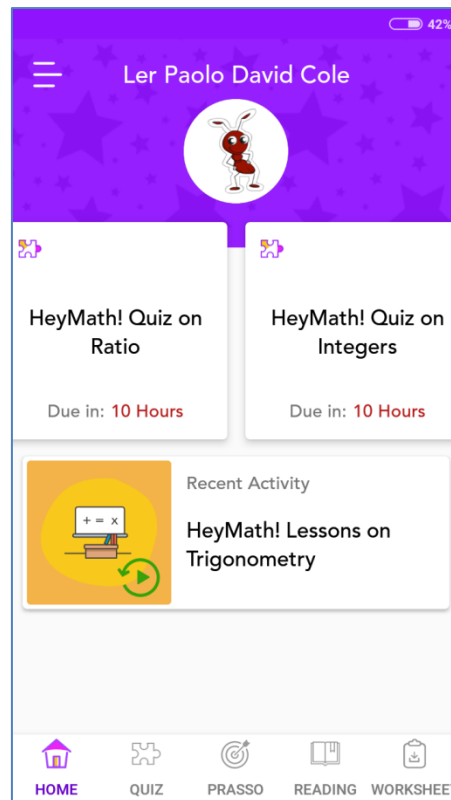 42%
Ler Paolo David Cole
HeyMath! Quiz on
Ratio
Due in: 10 Hours
HeyMath! Quiz on
Integers
Due in: 10 Hours
+ = x
Recent Activity
HeyMath! Lessons on
Trigonometry
HOME
QUIZ
PRASSO
READING
WORKSHEET